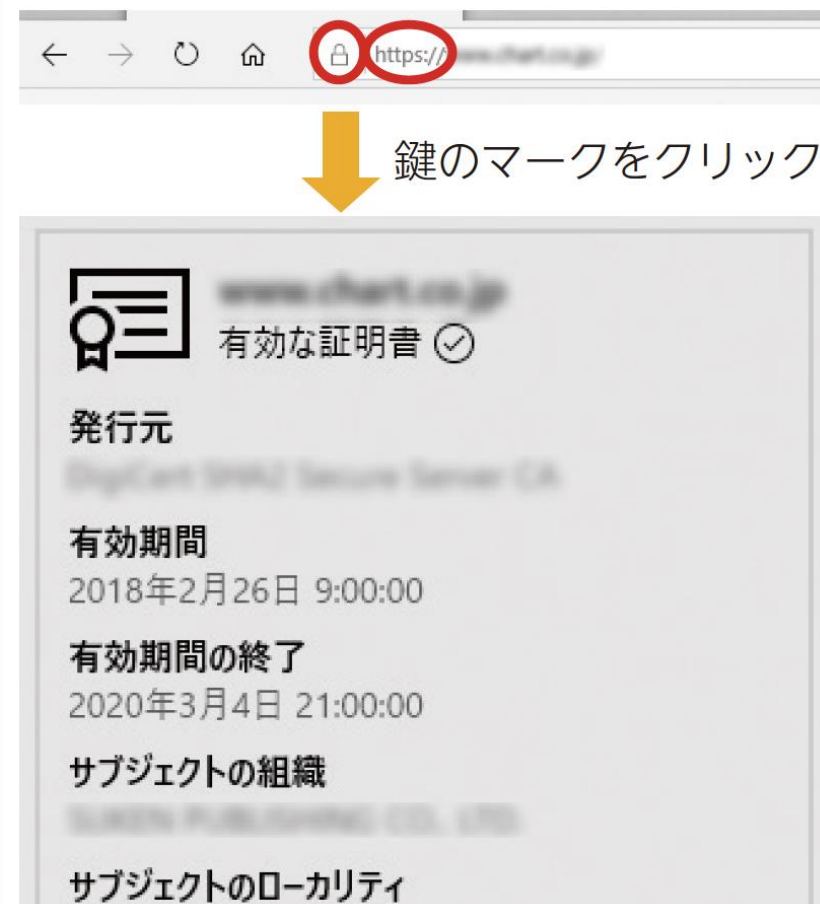 https://
鍵のマークをクリック
有効な証明書
発行元
有効期間
2018年2月26日 9:00:00
有効期間の終了
2020年3月4日 21:00:00
サブジェクトの組織
サブジェクトのローカリティ